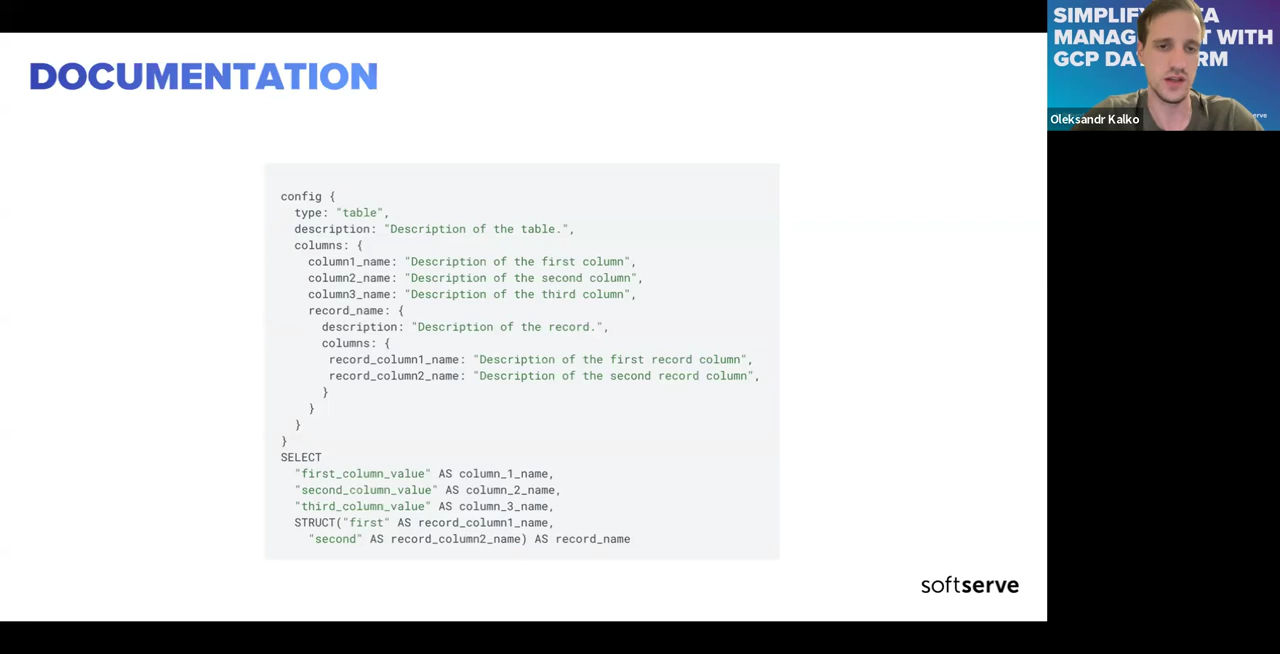 DOCUMENTATION
config {
type: "table",
description: "Description of the table.",
columns: {
column1_name: "Description of the first column",
column2_name: "Description of the second column",
column3_name: "Description of the third column",
record_name: {
description: "Description of the record.",
columns: {
record_column1_name: "Description of the first record column",
record_column2_name: "Description of the second record column",
}
}
}
}
SELECT
"first_column_value" AS column_1_name,
"second_column_value" AS column_2_name,
"third_column_value" AS column_3_name,
STRUCT("first" AS record_column1_name,
"second" AS record_column2_name) AS record_name
softserve
WITH
GCP
Oleksandr Kalko